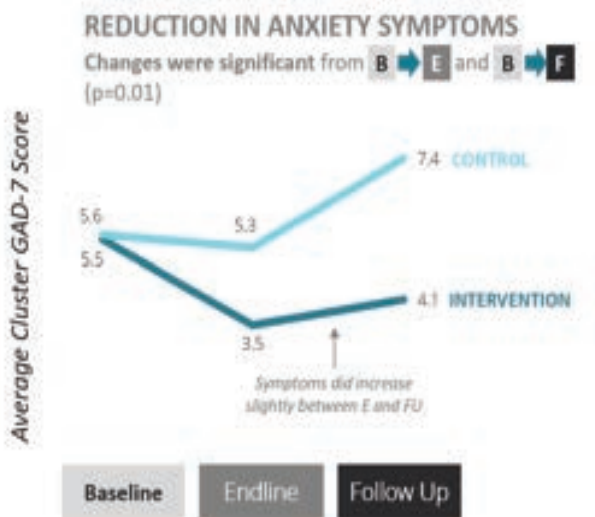 REDUCTION IN ANXIETY SYMPTOMS
Changes were significant from B E and B F
(p=0.01)
Average Cluster GAD-7 Score
7.4 CONTROL
5.6
5.3
5.5
4.1 INTERVENTION
3.5
Symptoms did increase
slightly between E and FU
Baseline Endline Follow Up